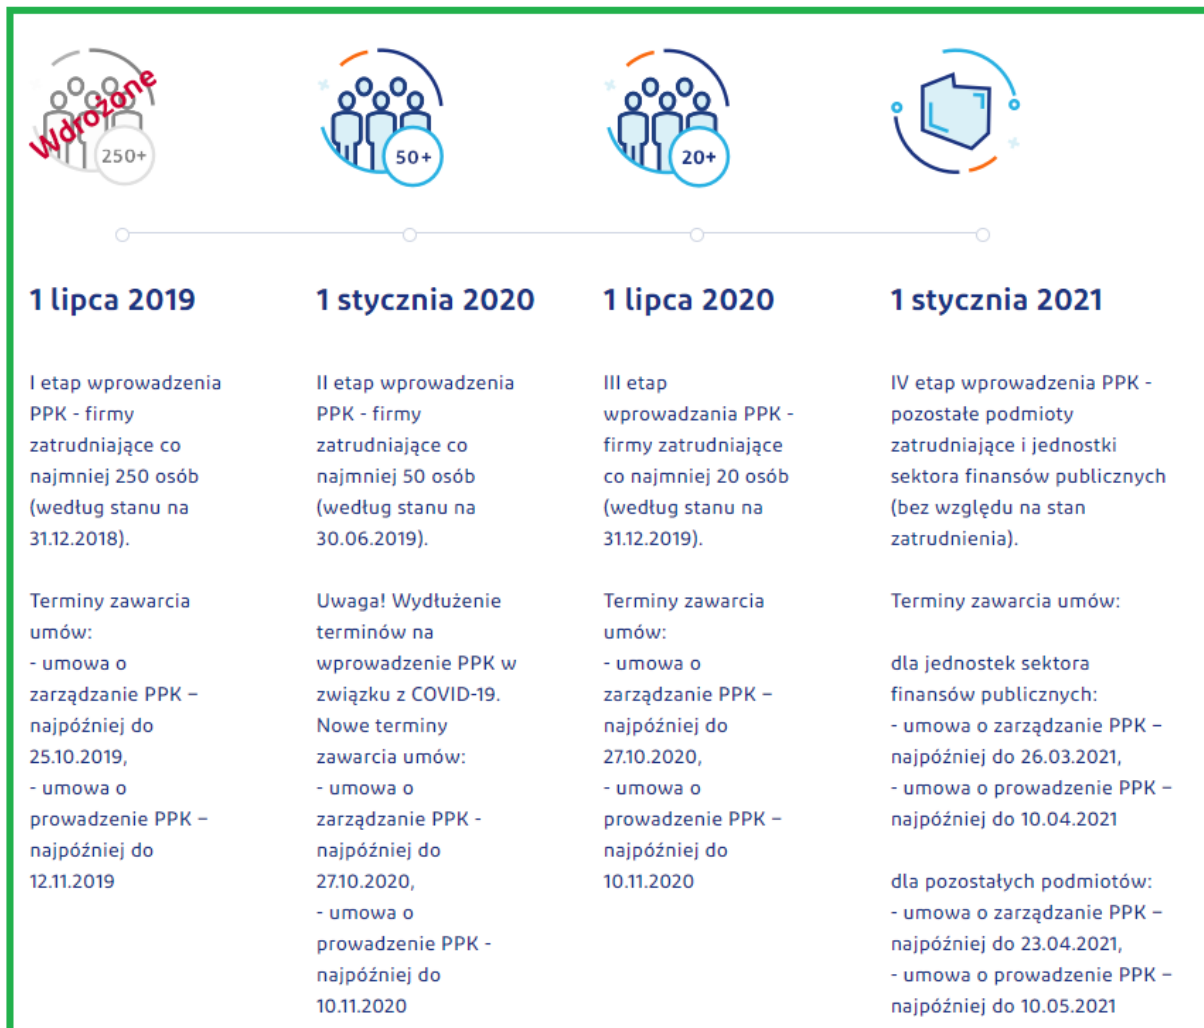 Wdrożone
250+
50+
20+
1 lipca 2019
I etap wprowadzenia
PPK - firmy
zatrudniające co
najmniej 250 osób
(według stanu na
31.12.2018).
Terminy zawarcia
umów:
- umowa o
zarządzanie PPK –
najpóźniej do
25.10.2019,
- umowa o
prowadzenie PPK –
najpóźniej do
12.11.2019
1 stycznia 2020
II etap wprowadzenia
PPK - firmy
zatrudniające co
najmniej 50 osób
(według stanu na
30.06.2019).
Uwaga! Wydłużenie
terminów na
wprowadzenie PPK w
związku z COVID-19.
Nowe terminy
zawarcia umów:
- umowa o
zarządzanie PPK -
najpóźniej do
27.10.2020,
- umowa o
prowadzenie PPK -
najpóźniej do
10.11.2020
1 lipca 2020
III etap
wprowadzania PPK -
firmy zatrudniające
co najmniej 20 osób
(według stanu na
31.12.2019).
Terminy zawarcia
umów:
- umowa o
zarządzanie PPK –
najpóźniej do
27.10.2020,
- umowa o
prowadzenie PPK –
najpóźniej do
10.11.2020
1 stycznia 2021
IV etap wprowadzenia PPK -
pozostałe podmioty
zatrudniające i jednostki
sektora finansów publicznych
(bez względu na stan
zatrudnienia).
Terminy zawarcia umów:
dla jednostek sektora
finansów publicznych:
- umowa o zarządzanie PPK –
najpóźniej do 26.03.2021,
- umowa o prowadzenie PPK –
najpóźniej do 10.04.2021
dla pozostałych podmiotów:
- umowa o zarządzanie PPK –
najpóźniej do 23.04.2021,
- umowa o prowadzenie PPK –
najpóźniej do 10.05.2021